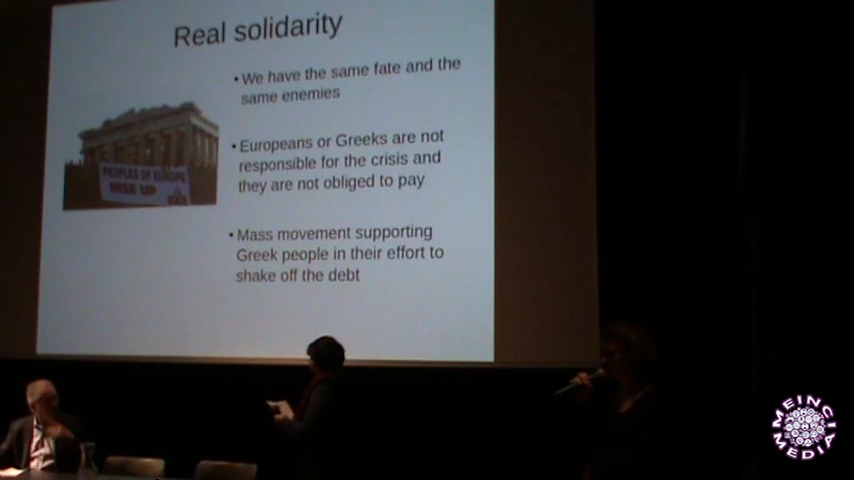 Real solidarity
• We have the same fate and the
same enemies
• Europeans or Greeks are not
responsible for the crisis and
they are not obliged to pay
• Mass movement supporting
Greek people in their effort to
shake off the debt
PEOPLES OF EUROPE
RISE UP
MEINCI
MEDIA